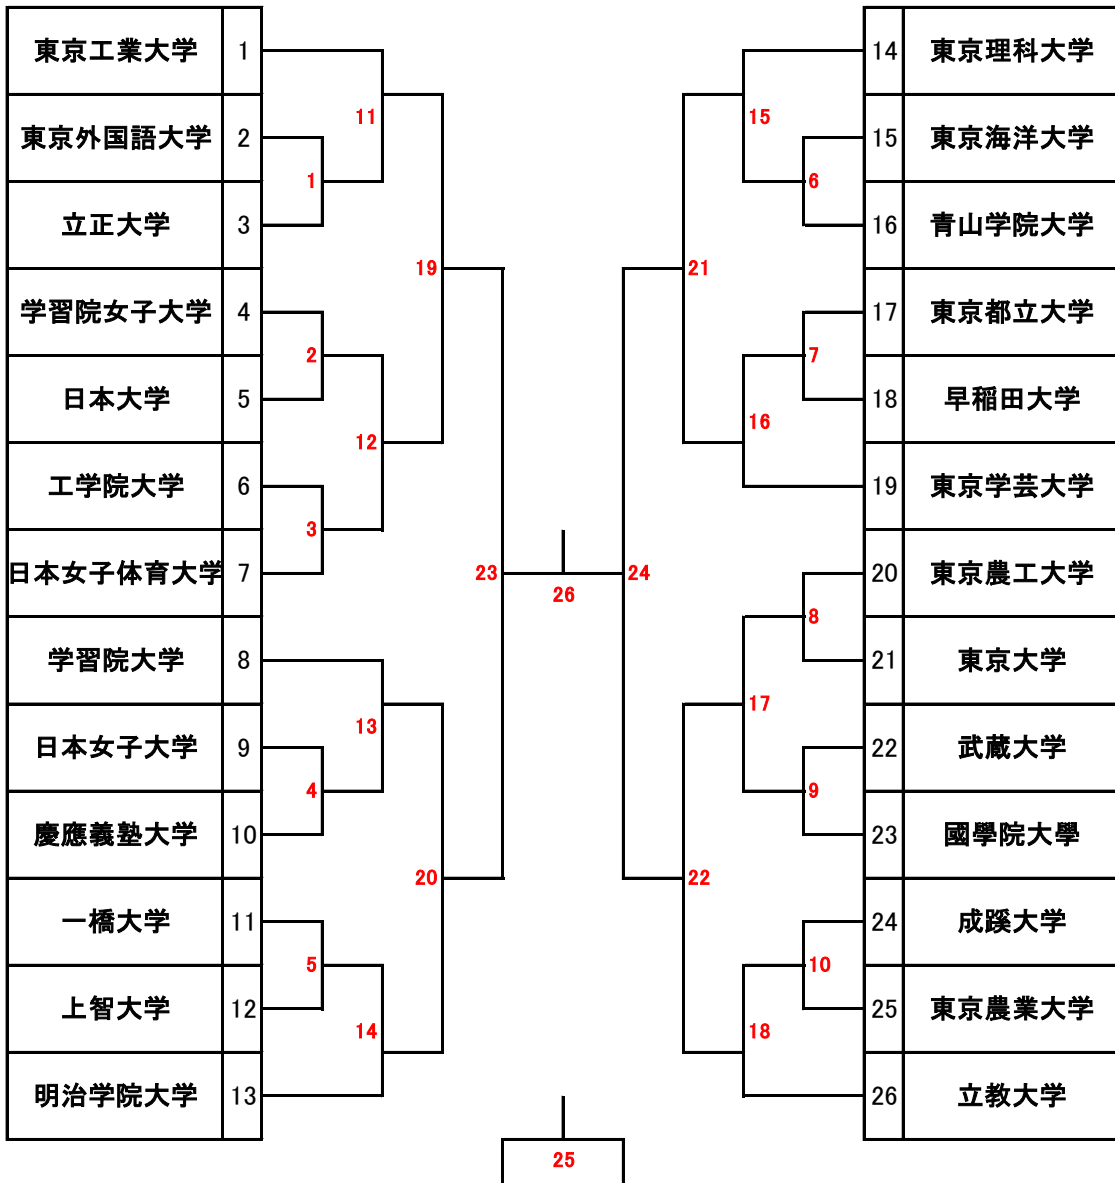 東京工業大学 1
東京外国語大学 2
立正大学 3
学習院女子大学 4
日本大学 5
工学院大学 6
日本女子体育大学 7
学習院大学 8
日本女子大学 9
慶應義塾大学 10
一橋大学 11
上智大学 12
明治学院大学 13
11
1
19
2
12
3
23
13
4
20
5
14
26
25
14 東京理科大学
15 東京海洋大学
16 青山学院大学
17 東京都立大学
18 早稲田大学
19 東京学芸大学
20 東京農工大学
21 東京大学
22 武蔵大学
23 國學院大學
24 成蹊大学
25 東京農業大学
26 立教大学
15
6
21
7
16
24
8
17
9
22
10
18